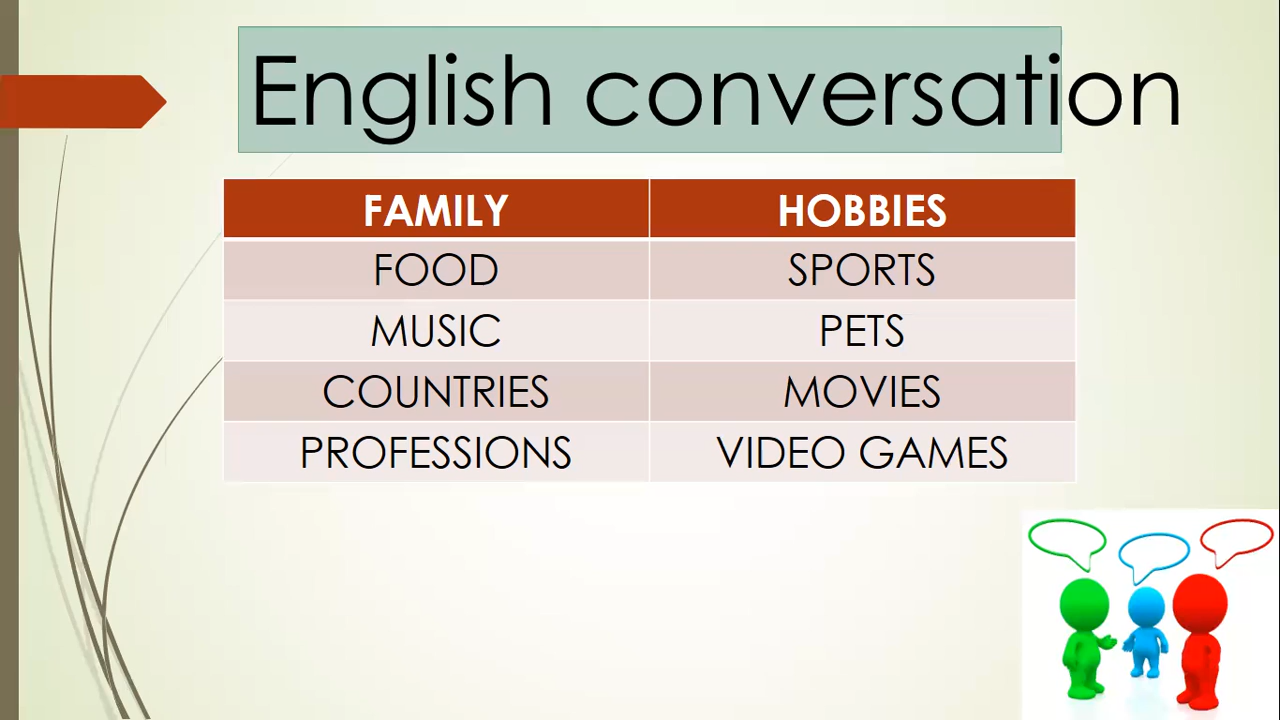 English conversation
FAMILY HOBBIES
FOOD SPORTS
MUSIC PETS
COUNTRIES MOVIES
PROFESSIONS VIDEO GAMES